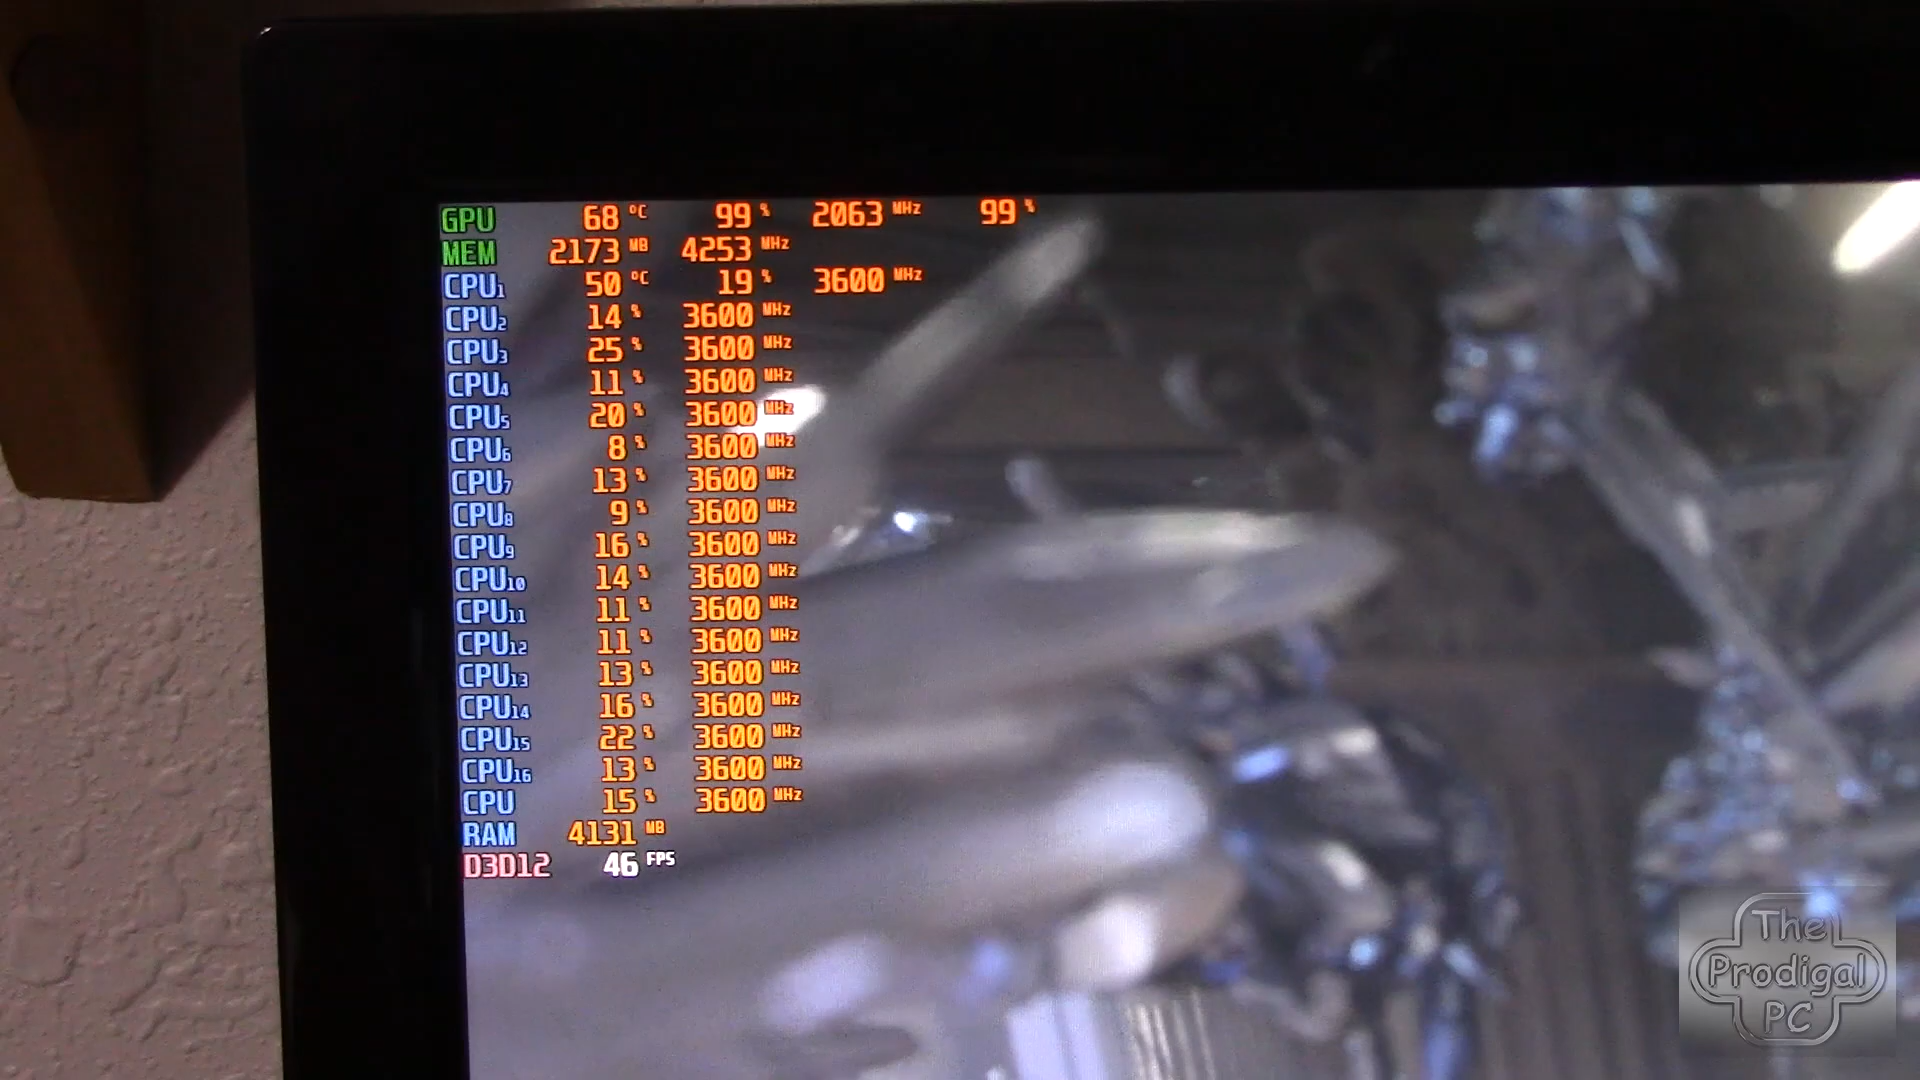 GPU 68 °C 99 % 2063 MHz 99 %
MEM 2173 MB 4253 MHz
CPU1 50 °C 19 % 3600 MHz
CPU2 14 % 3600 MHz
CPU3 25 % 3600 MHz
CPU4 11 % 3600 MHz
CPU5 20 % 3600 MHz
CPU6 8 % 3600 MHz
CPU7 13 % 3600 MHz
CPU8 9 % 3600 MHz
CPU9 16 % 3600 MHz
CPU10 14 % 3600 MHz
CPU11 11 % 3600 MHz
CPU12 11 % 3600 MHz
CPU13 13 % 3600 MHz
CPU14 16 % 3600 MHz
CPU15 22 % 3600 MHz
CPU16 13 % 3600 MHz
CPU 15 % 3600 MHz
RAM 4131 MB
D3D12 46 FPS
The
Prodigal
PC